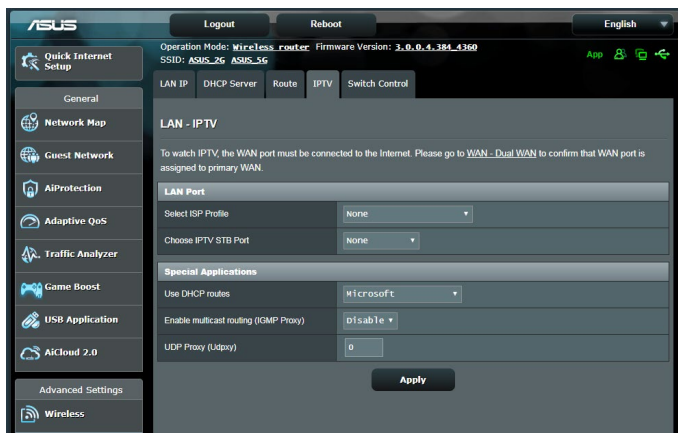 ASUS
Logout Reboot English
Operation Mode: Wireless router Firmware Version: 3.0.0.4.384_4360
SSID: ASUS_2G ASUS_5G
App
Quick Internet
Setup
General
Network Map
Guest Network
AiProtection
Adaptive QoS
Traffic Analyzer
Game Boost
USB Application
AiCloud 2.0
Advanced Settings
Wireless
LAN IP DHCP Server Route IPTV Switch Control
LAN - IPTV
To watch IPTV, the WAN port must be connected to the Internet. Please go to WAN - Dual WAN to confirm that WAN port is
assigned to primary WAN.
LAN Port
Select ISP Profile None
Choose IPTV STB Port None
Special Applications
Use DHCP routes Microsoft
Enable multicast routing (IGMP Proxy) Disable
UDP Proxy (Udpxy) 0
Apply